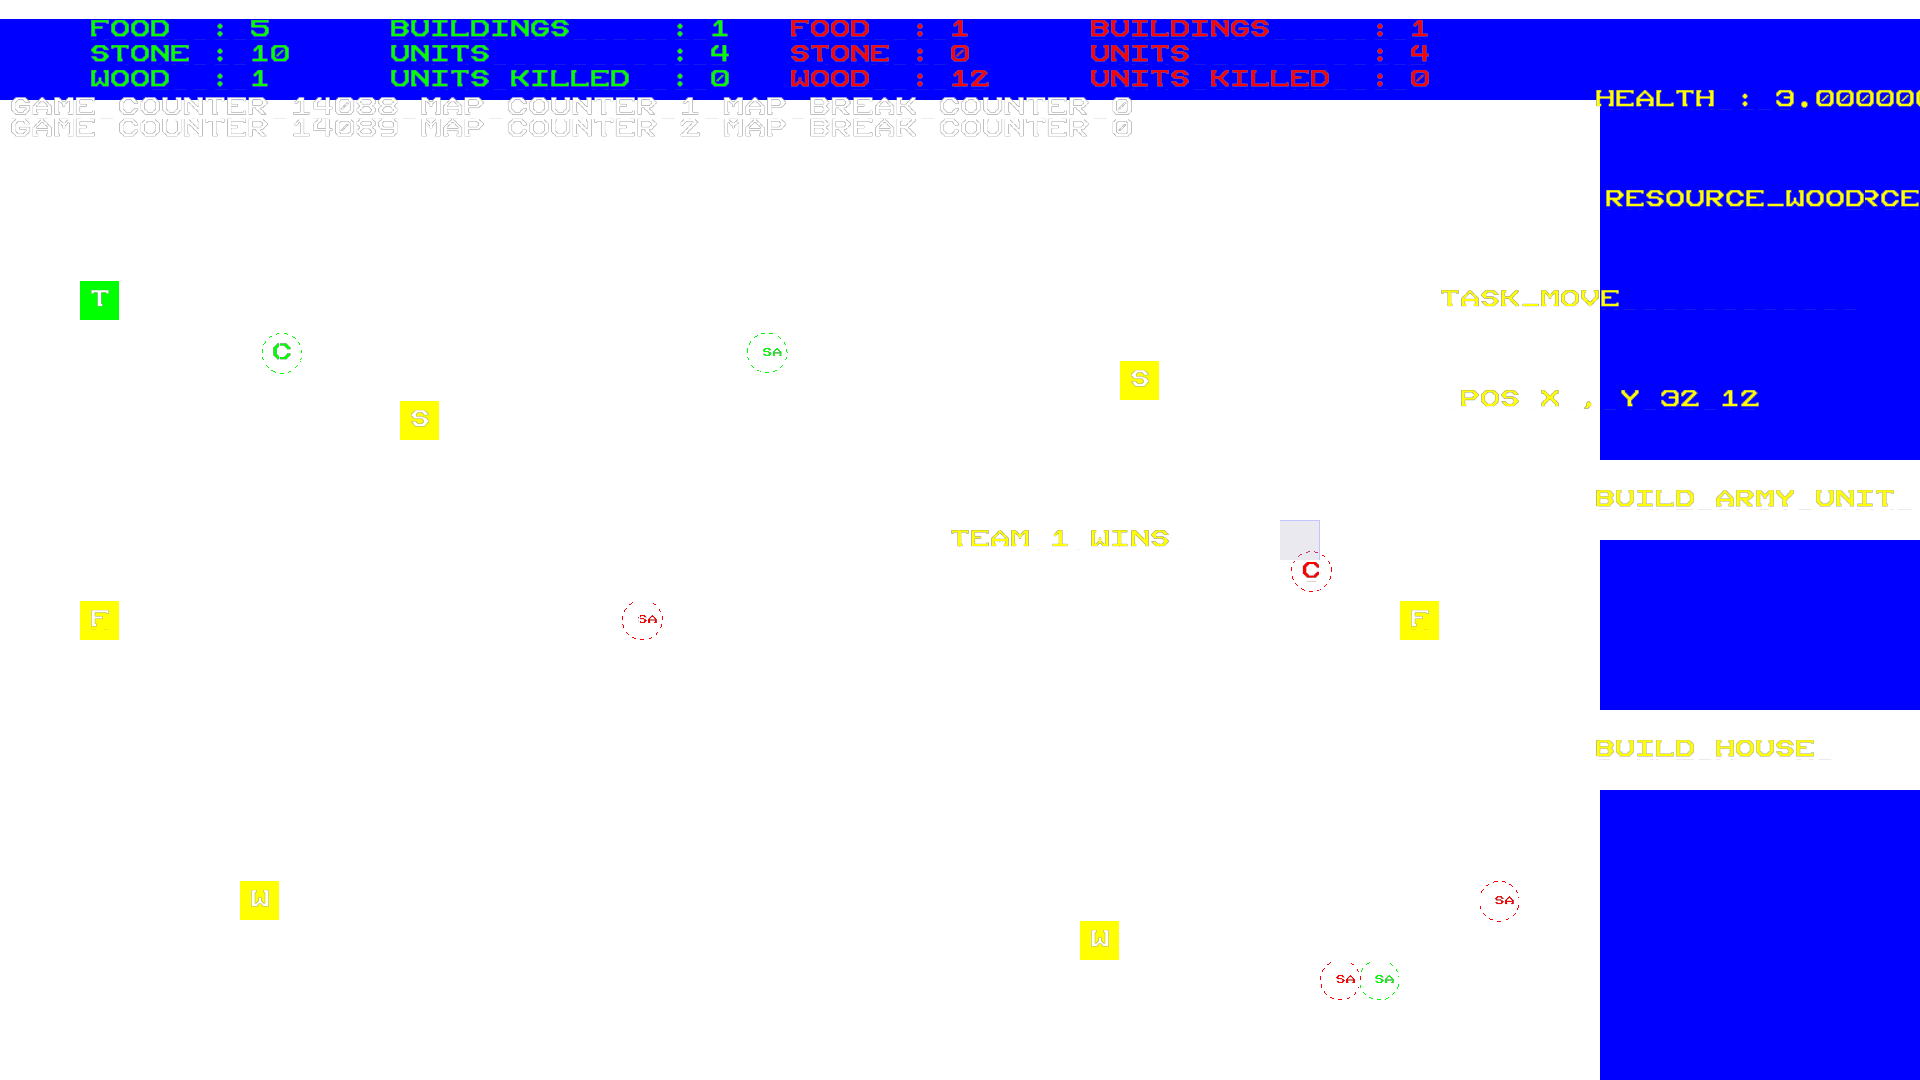 FOOD : 5 BUILDINGS : 1 FOOD : 1 BUILDINGS : 1
STONE : 10 UNITS : 4 STONE : 0 UNITS : 4
WOOD : 1 UNITS KILLED : 0 WOOD : 12 UNITS KILLED : 0
GAME COUNTER 14088 MAP COUNTER 1 MAP BREAK COUNTER 0
GAME COUNTER 14089 MAP COUNTER 2 MAP BREAK COUNTER 0
HEALTH : 3.000000
RESOURCE_WOODRCE
T
TASK_MOVE
C
SA
S
POS X , Y 32 12
S
BUILD ARMY UNIT
TEAM 1 WINS
C
F
SA
F
BUILD HOUSE
W
SA
W
SA
SA